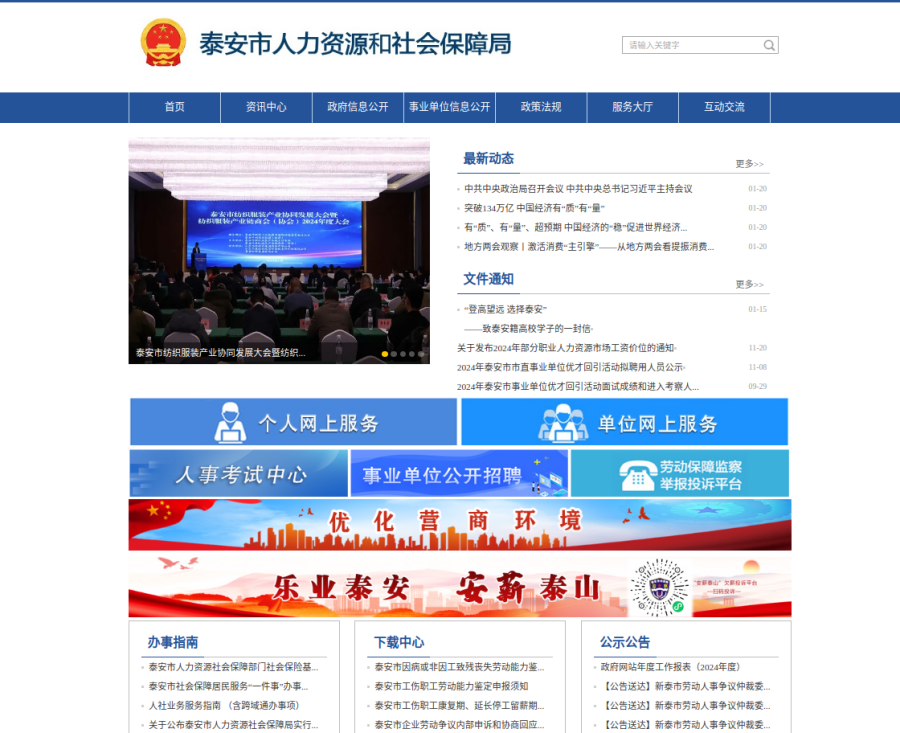 泰安市人力资源和社会保障局
请输入关键字
首页 资讯中心 政府信息公开 事业单位信息公开 政策法规 服务大厅 互动交流
泰安市纺织服装产业协同发展大会暨
纺织服装产业链商会（协会）2024年度大会
泰安市纺织服装产业协同发展大会暨纺织...
最新动态
更多>>
中共中央政治局召开会议 中共中央总书记习近平主持会议 01-20
突破134万亿 中国经济有“质”有“量” 01-20
有“质”、有“量”、超预期 中国经济的“稳”促进世界经济... 01-20
地方两会观察丨激活消费“主引擎”——从地方两会看提振消费... 01-20
文件通知
更多>>
“登高望远 选择泰安” 01-15
——致泰安籍高校学子的一封信·
关于发布2024年部分职业人力资源市场工资价位的通知· 11-20
2024年泰安市市直事业单位优才回引活动拟聘用人员公示· 11-08
2024年泰安市事业单位优才回引活动面试成绩和进入考察人... 09-29
个人网上服务 单位网上服务
人事考试中心 事业单位公开招聘 劳动保障监察
举报投诉平台
优化营商环境
乐业泰安 安薪泰山
“安薪泰山”欠薪投诉平台
—扫码投诉—
办事指南
泰安市人力资源社会保障部门社会保险基...
泰安市社会保障居民服务“一件事”办事...
人社业务服务指南 （含跨域通办事项）
关于公布泰安市人力资源社会保障局实行...
下载中心
泰安市因病或非因工致残丧失劳动能力鉴...
泰安市工伤职工劳动能力鉴定申报须知
泰安市工伤职工康复期、延长停工留薪期...
泰安市企业劳动争议内部申诉和协商回应...
公示公告
政府网站年度工作报表（2024年度）
【公告送达】新泰市劳动人事争议仲裁委...
【公告送达】新泰市劳动人事争议仲裁委...
【公告送达】新泰市劳动人事争议仲裁委...